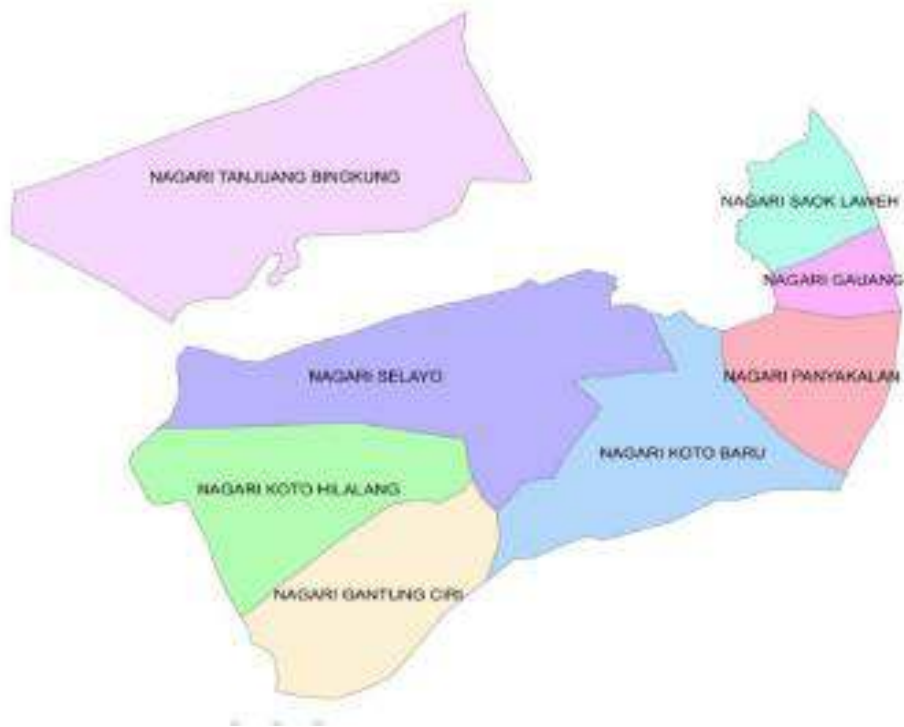 NAGARI TANJUANG BINGKUNG
NAGARI SAOK LAWEH
NAGARI GAUANG
NAGARI PANYAKALAN
NAGARI SELAYO
NAGARI KOTO BARU
NAGARI KOTO HILALANG
NAGARI GANTUNG CIRI